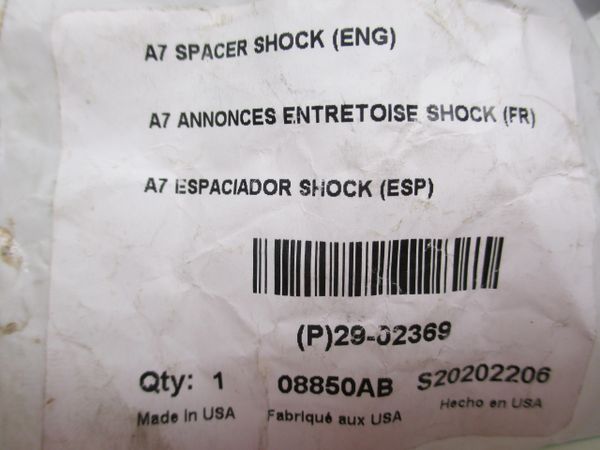 A7 SPACER SHOCK (ENG)
A7 ANNONCES ENTRETOISE SHOCK (FR)
A7 ESPACIADOR SHOCK (ESP)
(P)29-02369
Qty: 1 08850AB S20202206
Made in USA Fabriqué aux USA Hecho en USA